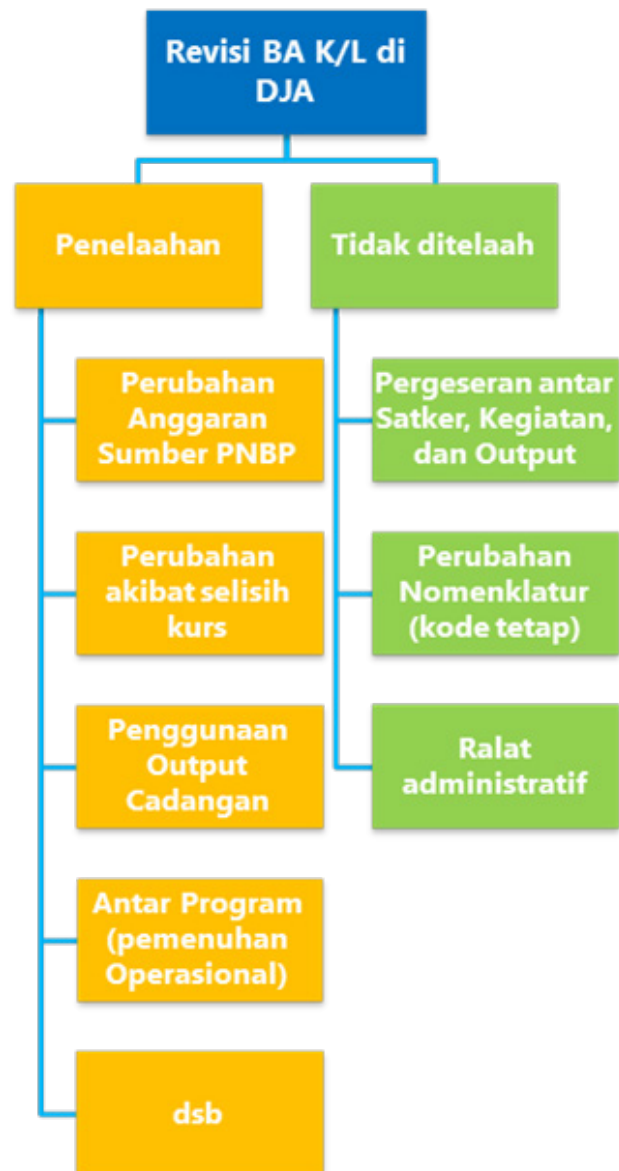 Revisi BA K/L di
DJA
Penelaahan
Perubahan
Anggaran
Sumber PNBP
Perubahan
akibat selisih
kurs
Penggunaan
Output
Cadangan
Antar Program
(pemenuhan
Operasional)
dsb
Tidak ditelaah
Pergeseran antar
Satker, Kegiatan,
dan Output
Perubahan
Nomenklatur
(kode tetap)
Ralat
administratif